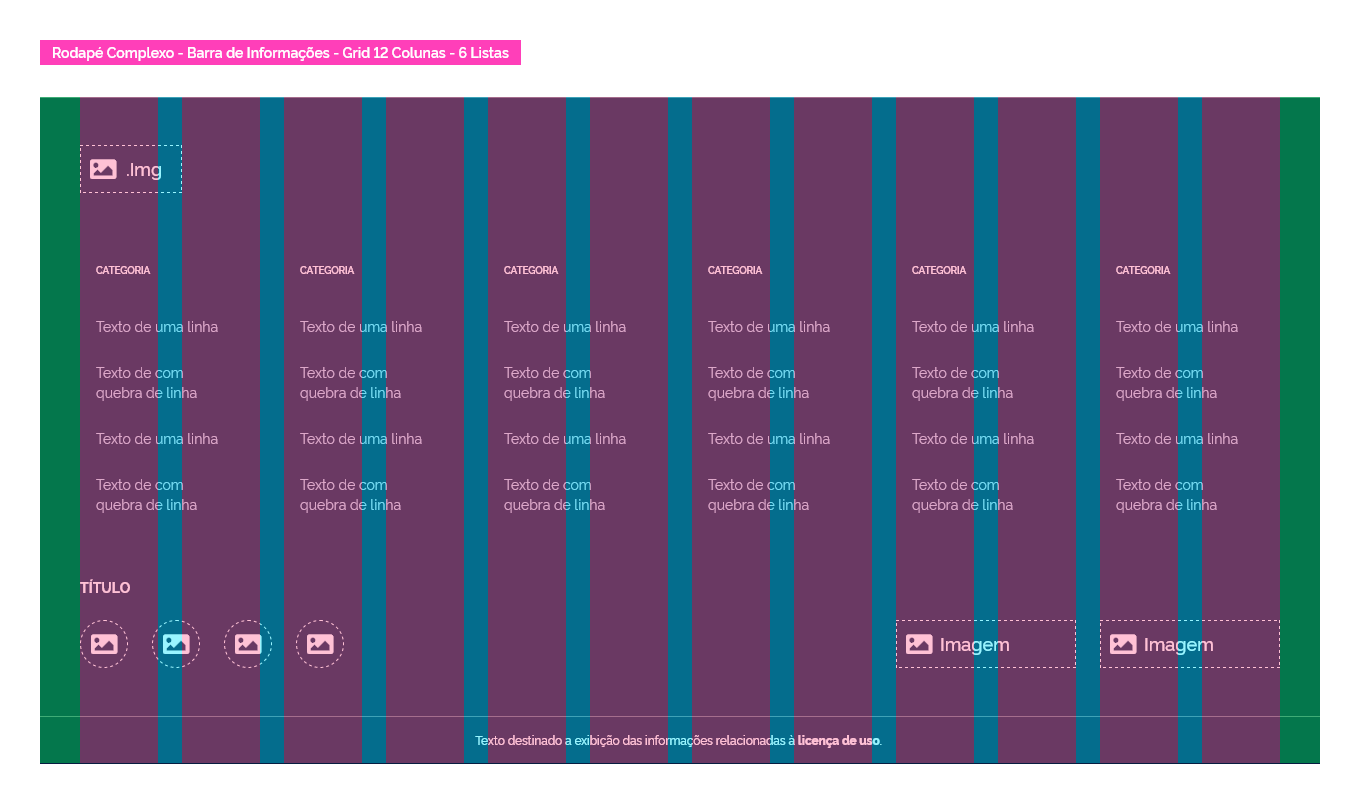 Rodapé Complexo - Barra de Informações - Grid 12 Colunas - 6 Listas
.Img
CATEGORIA
Texto de uma linha
Texto de com
quebra de linha
Texto de uma linha
Texto de com
quebra de linha
CATEGORIA
Texto de uma linha
Texto de com
quebra de linha
Texto de uma linha
Texto de com
quebra de linha
CATEGORIA
Texto de uma linha
Texto de com
quebra de linha
Texto de uma linha
Texto de com
quebra de linha
CATEGORIA
Texto de uma linha
Texto de com
quebra de linha
Texto de uma linha
Texto de com
quebra de linha
CATEGORIA
Texto de uma linha
Texto de com
quebra de linha
Texto de uma linha
Texto de com
quebra de linha
CATEGORIA
Texto de uma linha
Texto de com
quebra de linha
Texto de uma linha
Texto de com
quebra de linha
TÍTULO
Imagem
Imagem
Texto destinado a exibição das informações relacionadas à licença de uso.